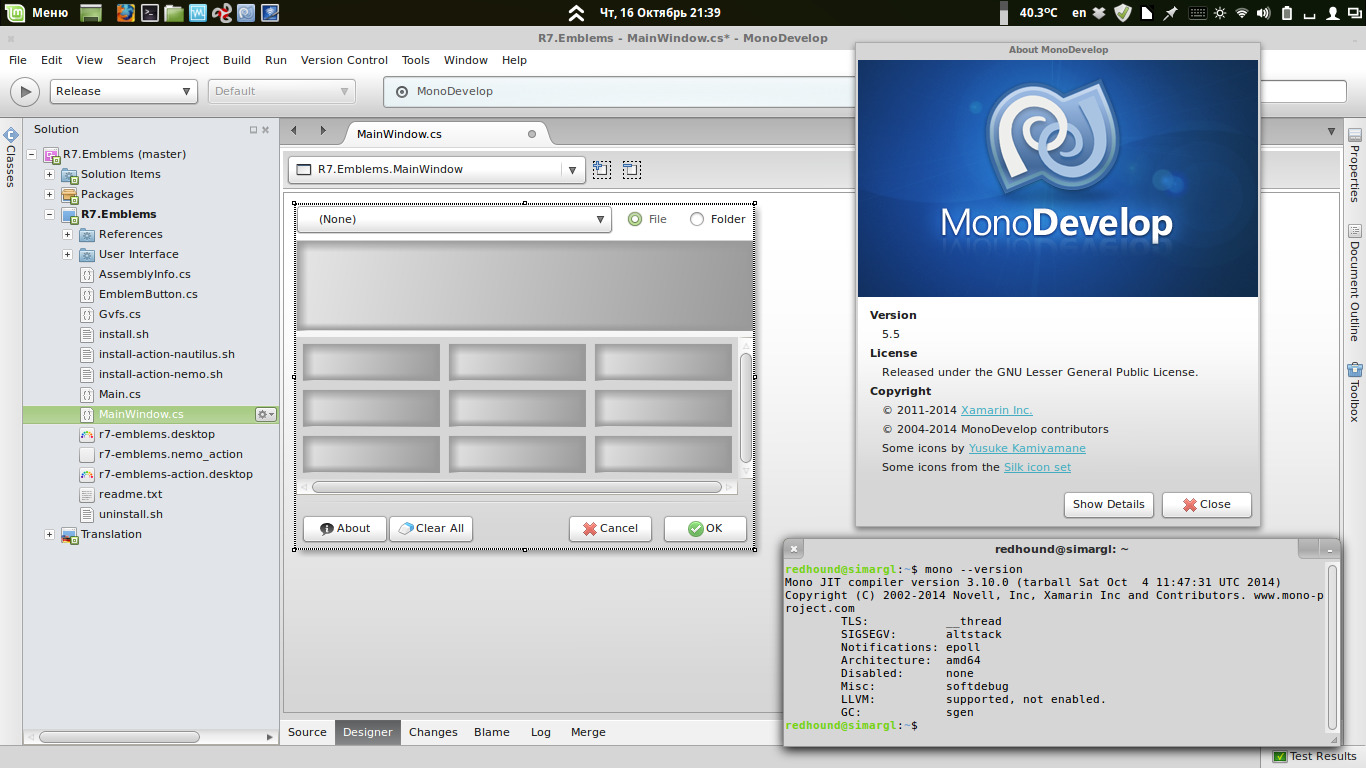 Меню
Чт, 16 Октябрь 21:39
40.3°C
en
R7.Emblems - MainWindow.cs* - MonoDevelop
File Edit View Search Project Build Run Version Control Tools Window Help
Release
Default
MonoDevelop
Classes
Solution
R7.Emblems (master)
Solution Items
Packages
R7.Emblems
References
User Interface
AssemblyInfo.cs
EmblemButton.cs
Gvfs.cs
install.sh
install-action-nautilus.sh
install-action-nemo.sh
Main.cs
MainWindow.cs
r7-emblems.desktop
r7-emblems.nemo_action
r7-emblems-action.desktop
readme.txt
uninstall.sh
Translation
MainWindow.cs
R7.Emblems.MainWindow
(None)
File
Folder
About
Clear All
Cancel
OK
Source Designer Changes Blame Log Merge
About MonoDevelop
MonoDevelop
Version
5.5
License
Released under the GNU Lesser General Public License.
Copyright
© 2011-2014 Xamarin Inc.
© 2004-2014 MonoDevelop contributors
Some icons by Yusuke Kamiyamane
Some icons from the Silk icon set
Show Details
Close
Properties
Document Outline
Toolbox
redhound@simargl: ~
redhound@simargl:~$ mono --version
Mono JIT compiler version 3.10.0 (tarball Sat Oct  4 11:47:31 UTC 2014)
Copyright (C) 2002-2014 Novell, Inc, Xamarin Inc and Contributors. www.mono-p
roject.com
TLS: __thread
SIGSEGV: altstack
Notifications: epoll
Architecture: amd64
Disabled: none
Misc: softdebug
LLVM: supported, not enabled.
GC: sgen
redhound@simargl:~$
Test Results